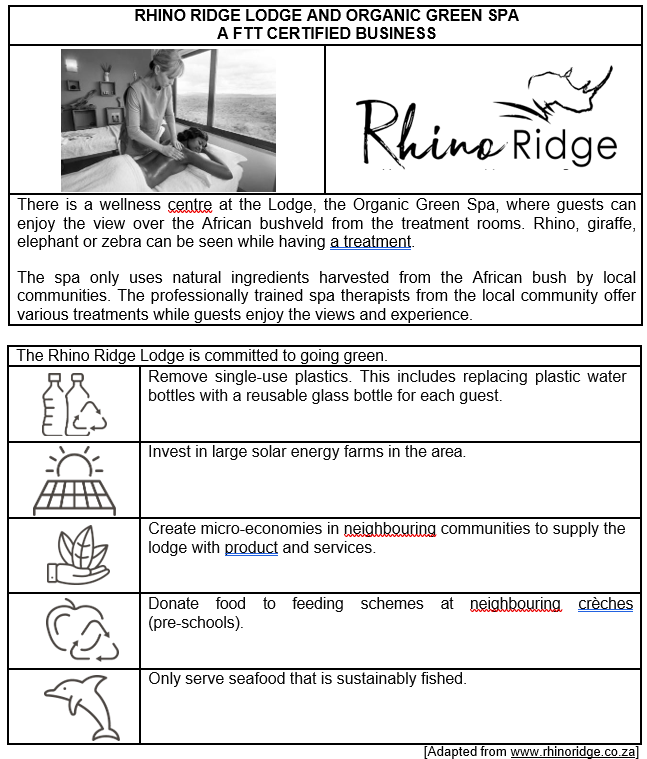 RHINO RIDGE LODGE AND ORGANIC GREEN SPA
A FTT CERTIFIED BUSINESS
Rhino Ridge
There is a wellness centre at the Lodge, the Organic Green Spa, where guests can
enjoy the view over the African bushveld from the treatment rooms. Rhino, giraffe,
elephant or zebra can be seen while having a treatment.
The spa only uses natural ingredients harvested from the African bush by local
communities. The professionally trained spa therapists from the local community offer
various treatments while guests enjoy the views and experience.
The Rhino Ridge Lodge is committed to going green.
Remove single-use plastics. This includes replacing plastic water
bottles with a reusable glass bottle for each guest.
Invest in large solar energy farms in the area.
Create micro-economies in neighbouring communities to supply the
lodge with product and services.
Donate food to feeding schemes at neighbouring crèches
(pre-schools).
Only serve seafood that is sustainably fished.
[Adapted from www.rhinoridge.co.za]